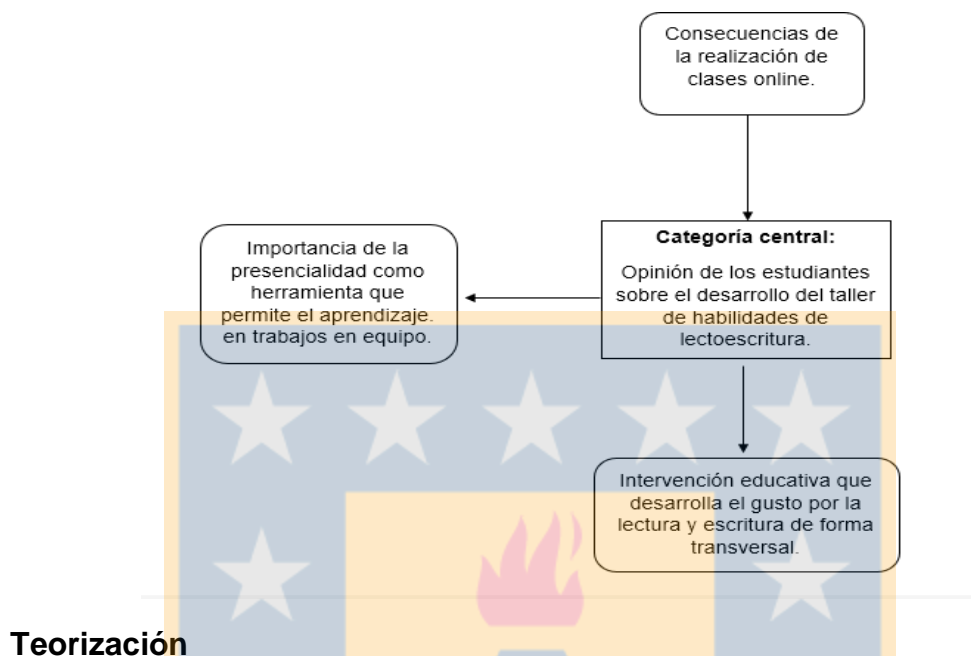 Consecuencias de
la realización de
clases online.
Categoría central:
Opinión de los estudiantes
sobre el desarrollo del taller
de habilidades de
lectoescritura.
Importancia de la
presencialidad como
herramienta que
permite el aprendizaje.
en trabajos en equipo.
Intervención educativa que
desarrolla el gusto por la
lectura y escritura de forma
transversal.
Teorización